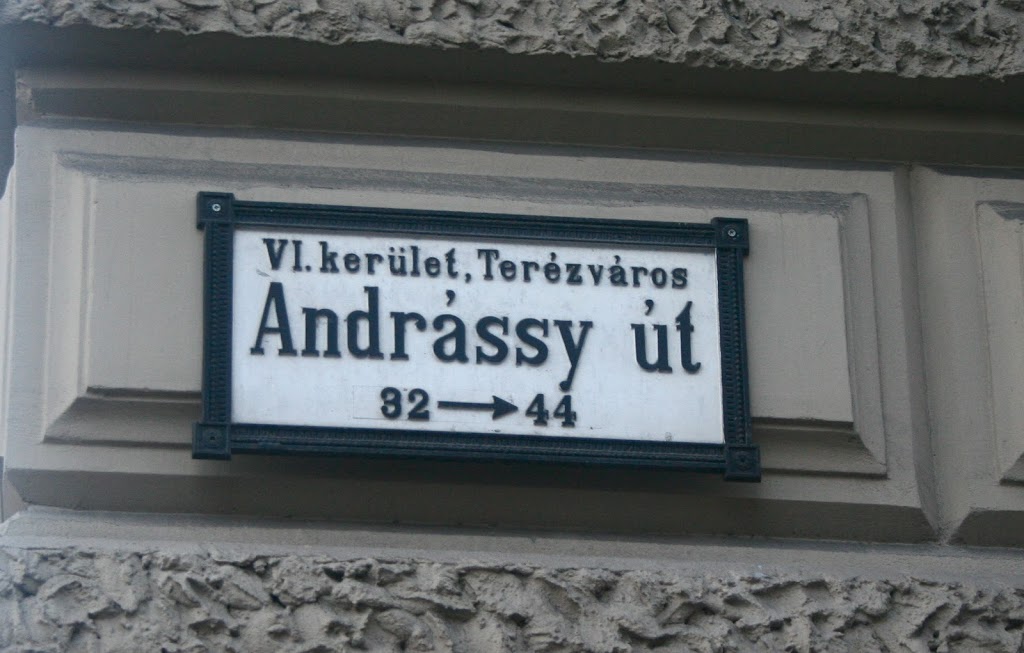 VI. kerület, Terézváros
Andrássy út
32 → 44